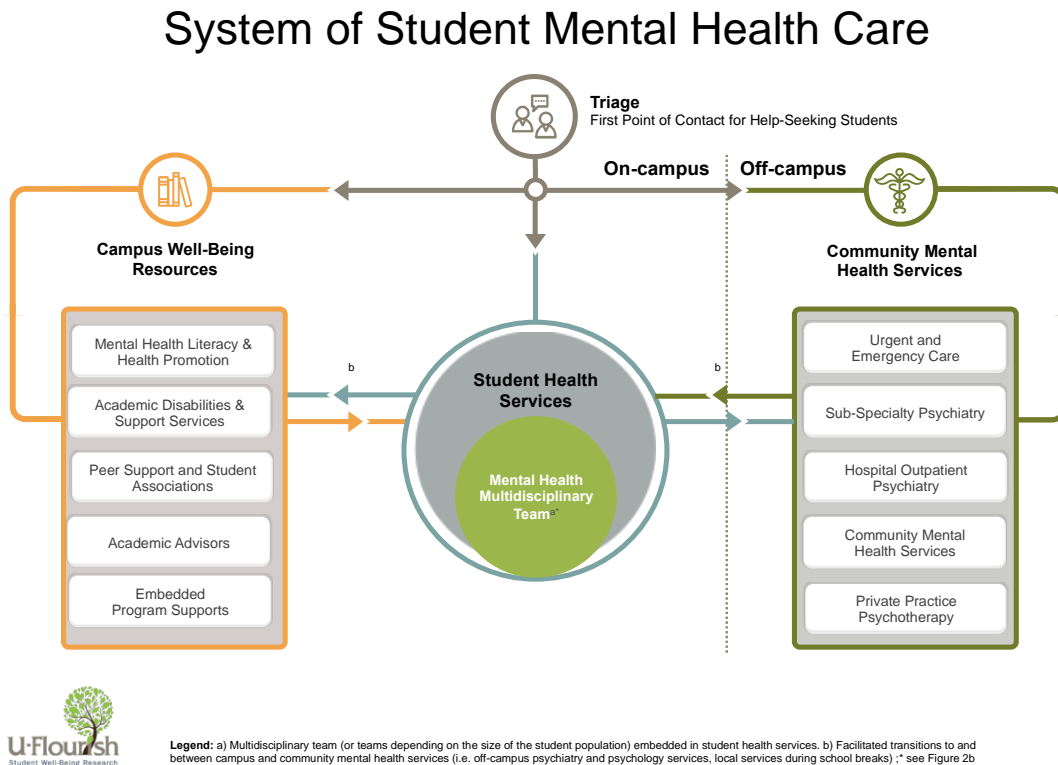 System of Student Mental Health Care
Triage
First Point of Contact for Help-Seeking Students
On-campus
Off-campus
Campus Well-Being
Resources
Community Mental
Health Services
Mental Health Literacy &
Health Promotion
Academic Disabilities &
Support Services
Peer Support and Student
Associations
Academic Advisors
Embedded
Program Supports
b
Student Health
Services
Mental Health
Multidisciplinary
Teamª*
b
Urgent and
Emergency Care
Sub-Specialty Psychiatry
Hospital Outpatient
Psychiatry
Community Mental
Health Services
Private Practice
Psychotherapy
U·Flourish
Student Well-Being Research
Legend: a) Multidisciplinary team (or teams depending on the size of the student population) embedded in student health services. b) Facilitated transitions to and
between campus and community mental health services (i.e. off-campus psychiatry and psychology services, local services during school breaks) ;* see Figure 2b